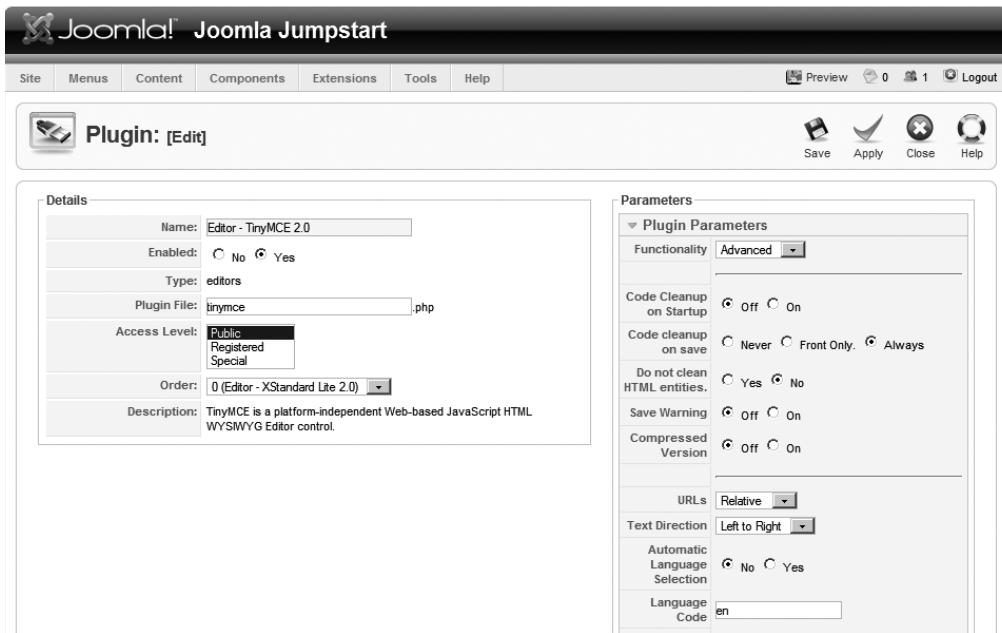 Joomla! Joomla Jumpstart
Site Menus Content Components Extensions Tools Help Preview 0 1 Logout
Plugin: [Edit]
Save Apply Close Help
Details
Name: Editor - TinyMCE 2.0
Enabled: No Yes
Type: editors
Plugin File: tinymce .php
Access Level: Public
Registered
Special
Order: 0 (Editor - XStandard Lite 2.0)
Description: TinyMCE is a platform-independent Web-based JavaScript HTML
WYSIWYG Editor control.
Parameters
Plugin Parameters
Functionality Advanced
Code Cleanup
on Startup Off On
Code cleanup
on save Never Front Only. Always
Do not clean
HTML entities. Yes No
Save Warning Off On
Compressed
Version Off On
URLs Relative
Text Direction Left to Right
Automatic
Language
Selection No Yes
Language
Code en